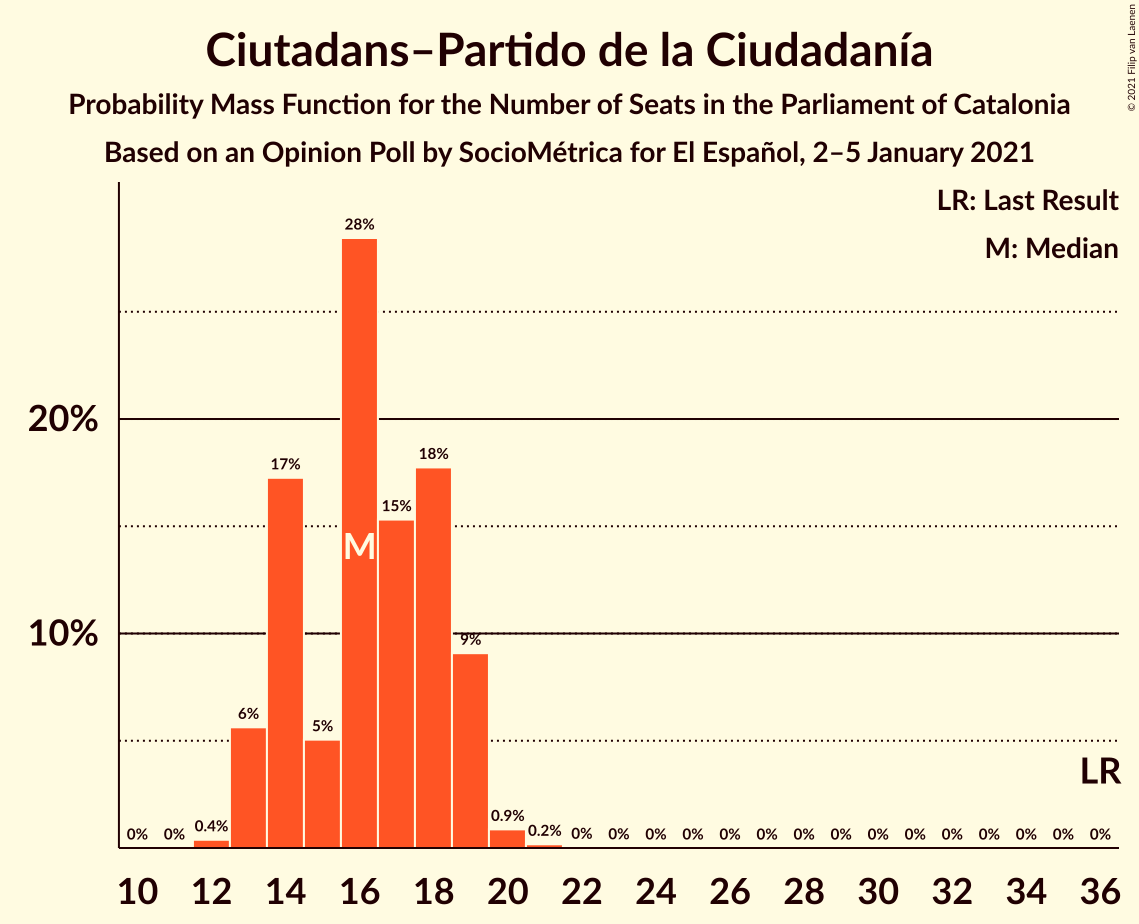 Ciutadans–Partido de la Ciudadanía
Probability Mass Function for the Number of Seats in the Parliament of Catalonia
Based on an Opinion Poll by SocioMétrica for El Español, 2–5 January 2021
© 2021 Filip van Laenen
LR: Last Result
M: Median
28%
20%
18%
17%
15%
M
10%
9%
6%
5%
LR
0% 0% 0.4% 0.9% 0.2% 0% 0% 0% 0% 0% 0% 0% 0% 0% 0% 0% 0% 0% 0% 0%
10 12 14 16 18 20 22 24 26 28 30 32 34 36